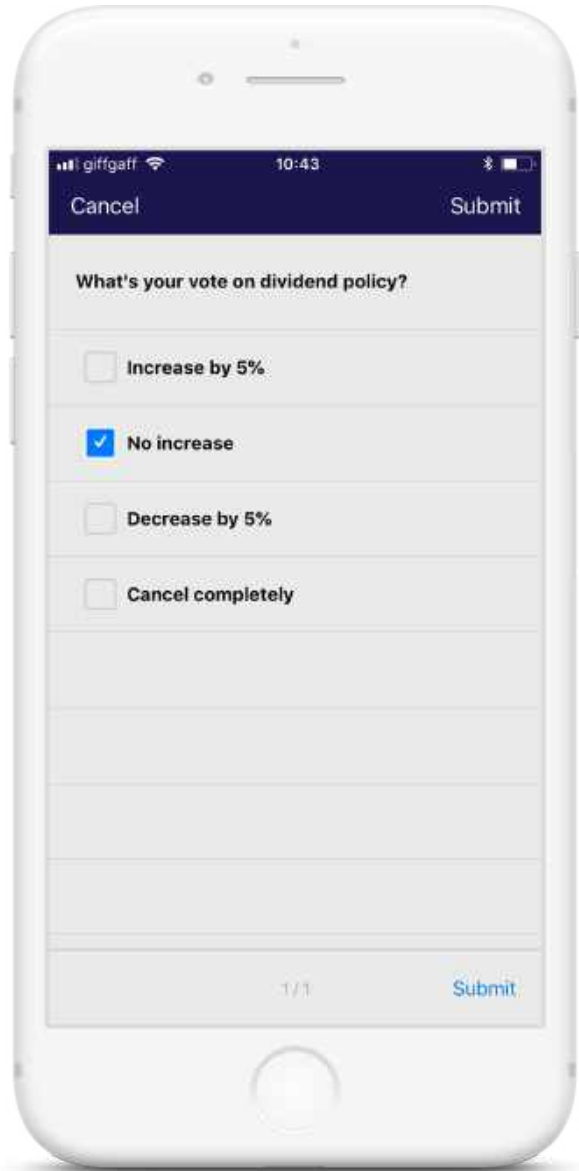 giffgaff 10:43
Cancel Submit
What's your vote on dividend policy?
Increase by 5%
No increase
Decrease by 5%
Cancel completely
1/1 Submit